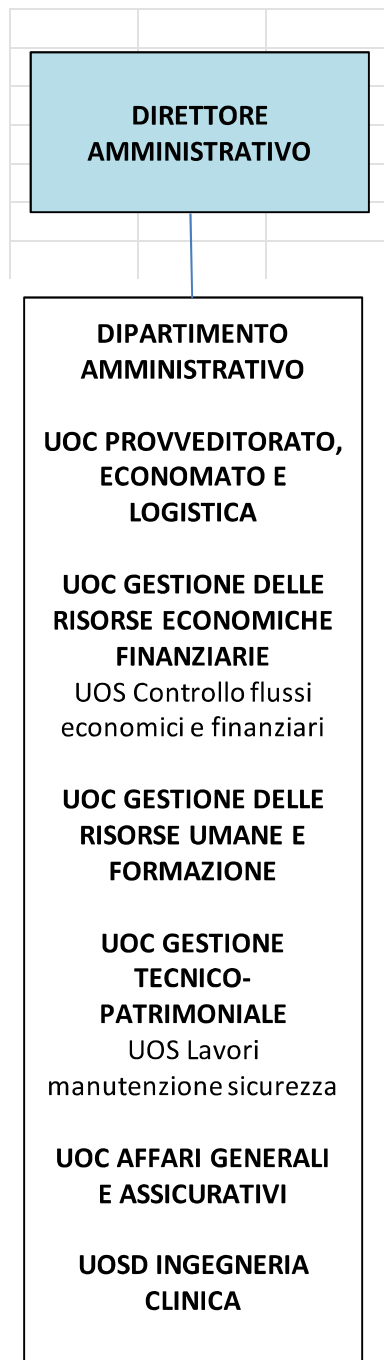 DIRETTORE
AMMINISTRATIVO
DIPARTIMENTO
AMMINISTRATIVO
UOC PROVVEDITORATO,
ECONOMATO E
LOGISTICA
UOC GESTIONE DELLE
RISORSE ECONOMICHE
FINANZIARIE
UOS Controllo flussi
economici e finanziari
UOC GESTIONE DELLE
RISORSE UMANE E
FORMAZIONE
UOC GESTIONE
TECNICO-
PATRIMONIALE
UOS Lavori
manutenzione sicurezza
UOC AFFARI GENERALI
E ASSICURATIVI
UOSD INGEGNERIA
CLINICA